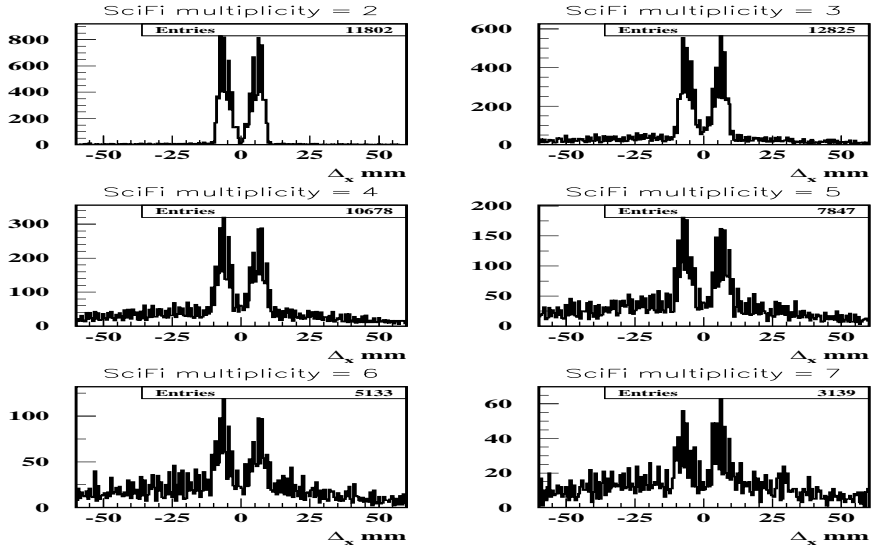 SciFi multiplicity = 2
Entries 11802
800
600
400
200
0
-50 -25 0 25 50
Δx mm
SciFi multiplicity = 3
Entries 12825
600
400
200
0
-50 -25 0 25 50
Δx mm
SciFi multiplicity = 4
Entries 10678
300
200
100
0
-50 -25 0 25 50
Δx mm
SciFi multiplicity = 5
Entries 7847
200
150
100
50
0
-50 -25 0 25 50
Δx mm
SciFi multiplicity = 6
Entries 5133
100
50
0
-50 -25 0 25 50
Δx mm
SciFi multiplicity = 7
Entries 3139
60
40
20
0
-50 -25 0 25 50
Δx mm